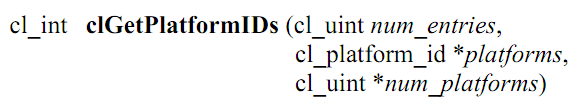 cl_int clGetPlatformIDs (cl_uint num_entries,
cl_platform_id *platforms,
cl_uint *num_platforms)